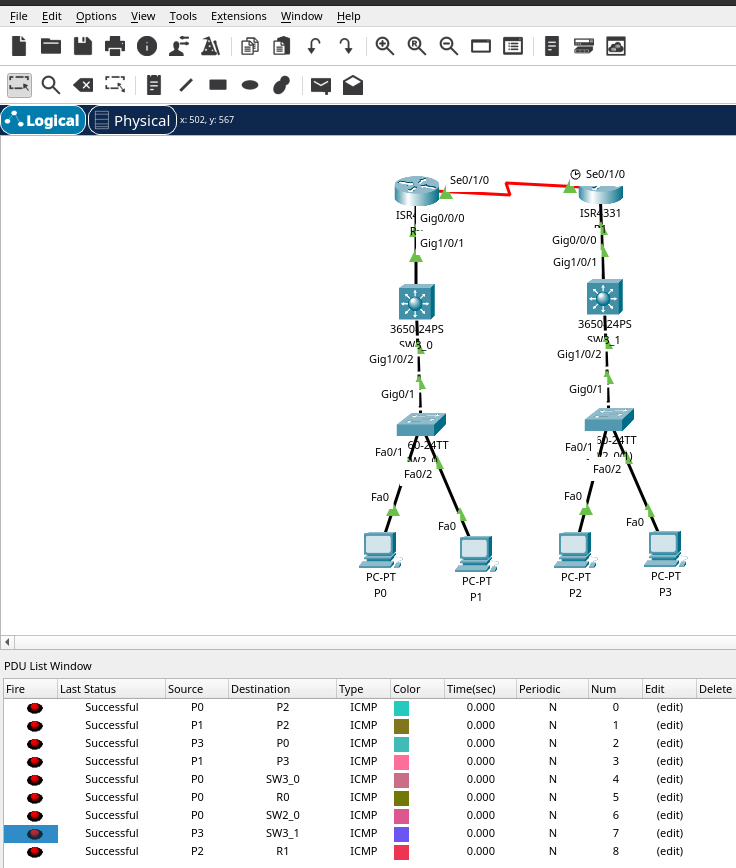 File Edit Options View Tools Extensions Window Help
Logical Physical x: 502, y: 567
Se0/1/0 Se0/1/0
ISR4331
Gig0/0/0
Gig1/0/1
Gig0/0/0
Gig1/0/1
3650-24PS
SW3_0
3650-24PS
SW3_1
Gig1/0/2
Gig0/1
Gig1/0/2
Gig0/1
60-24TT
60-24TT
Fa0/1
Fa0/2
Fa0/1
Fa0/2
Fa0 Fa0
Fa0 Fa0
PC-PT PC-PT PC-PT PC-PT
P0 P1 P2 P3
PDU List Window
Fire Last Status Source Destination Type Color Time(sec) Periodic Num Edit Delete
Successful P0 P2 ICMP 0.000 N 0 (edit)
Successful P1 P2 ICMP 0.000 N 1 (edit)
Successful P3 P0 ICMP 0.000 N 2 (edit)
Successful P1 P3 ICMP 0.000 N 3 (edit)
Successful P0 SW3_0 ICMP 0.000 N 4 (edit)
Successful P0 R0 ICMP 0.000 N 5 (edit)
Successful P0 SW2_0 ICMP 0.000 N 6 (edit)
Successful P3 SW3_1 ICMP 0.000 N 7 (edit)
Successful P2 R1 ICMP 0.000 N 8 (edit)